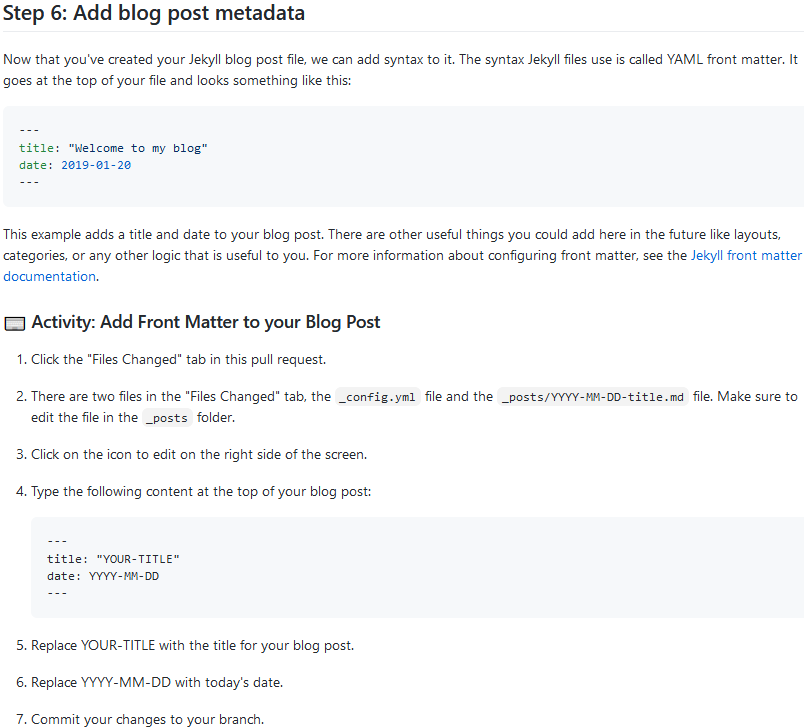 Step 6: Add blog post metadata
Now that you've created your Jekyll blog post file, we can add syntax to it. The syntax Jekyll files use is called YAML front matter. It
goes at the top of your file and looks something like this:
---
title: "Welcome to my blog"
date: 2019-01-20
---
This example adds a title and date to your blog post. There are other useful things you could add here in the future like layouts,
categories, or any other logic that is useful to you. For more information about configuring front matter, see the Jekyll front matter
documentation.
Activity: Add Front Matter to your Blog Post
1. Click the "Files Changed" tab in this pull request.
2. There are two files in the "Files Changed" tab, the _config.yml file and the _posts/YYYY-MM-DD-title.md file. Make sure to
edit the file in the _posts folder.
3. Click on the icon to edit on the right side of the screen.
4. Type the following content at the top of your blog post:
---
title: "YOUR-TITLE"
date: YYYY-MM-DD
---
5. Replace YOUR-TITLE with the title for your blog post.
6. Replace YYYY-MM-DD with today's date.
7. Commit your changes to your branch.